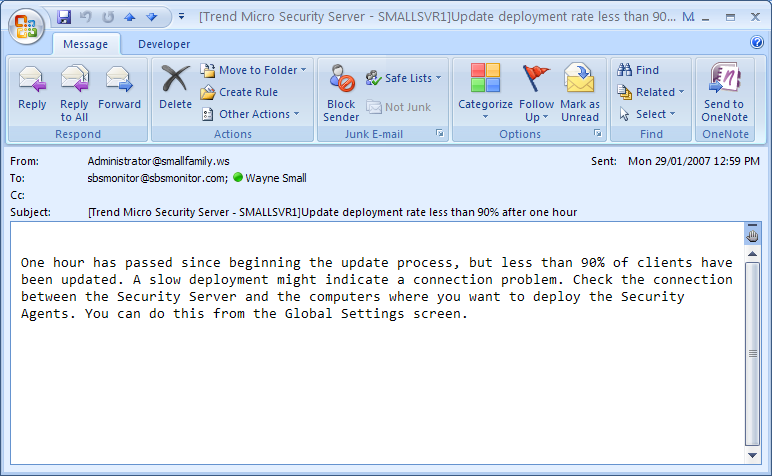 [Trend Micro Security Server - SMALLSVR1]Update deployment rate less than 90... M
Message Developer
Reply
Reply to All
Forward
Respond
Delete
Move to Folder
Create Rule
Other Actions
Actions
Block Sender
Safe Lists
Not Junk
Junk E-mail
Categorize
Follow Up
Mark as Unread
Options
Find
Related
Select
Find
Send to OneNote
OneNote
From: Administrator@smallfamily.ws Sent: Mon 29/01/2007 12:59 PM
To: sbsmonitor@sbsmonitor.com; Wayne Small
Cc:
Subject: [Trend Micro Security Server - SMALLSVR1]Update deployment rate less than 90% after one hour
One hour has passed since beginning the update process, but less than 90% of clients have
been updated. A slow deployment might indicate a connection problem. Check the connection
between the Security Server and the computers where you want to deploy the Security
Agents. You can do this from the Global Settings screen.